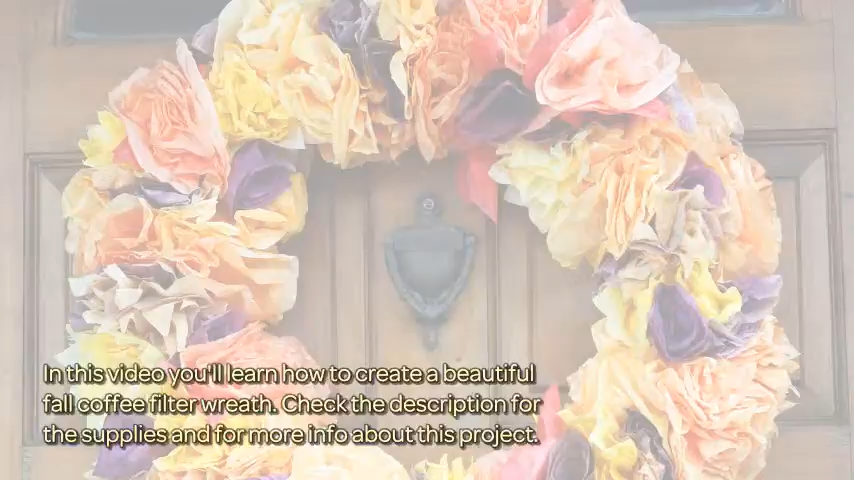 In this video you'll learn how to create a beautiful
fall coffee filter wreath. Check the description for
the supplies and for more info about this project.